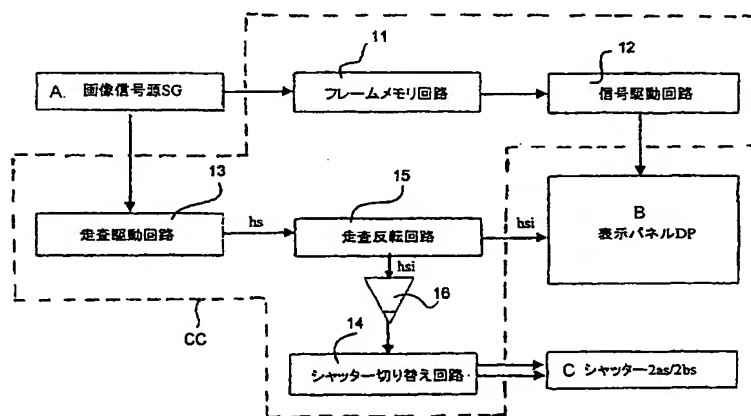 11
12
A. 画像信号源SG
フレームメモリ回路
信号駆動回路
13
15
B
表示パネルDP
走査駆動回路
hs
走査反転回路
hsi
hsi
16
CC
14
シャッター切り替え回路
C シャッター2as/2bs